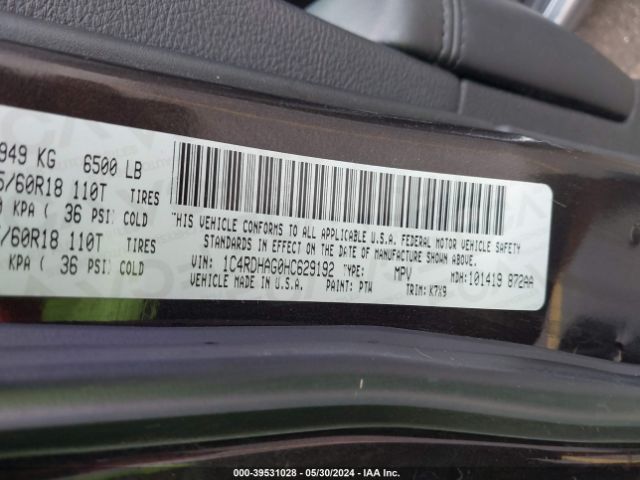 949 KG 6500 LB
5/60R18 110T TIRES
KPA ( 36 PSI) COLD
/60R18 110T TIRES
KPA ( 36 PSI) COLD
"THIS VEHICLE CONFORMS TO ALL APPLICABLE U.S.A. FEDERAL MOTOR VEHICLE SAFETY
STANDARDS IN EFFECT ON THE DATE OF MANUFACTURE SHOWN ABOVE.
VIN: 1C4RDHAG0HC629192 TYPE: MPV MDH: 101419 872AA
VEHICLE MADE IN U.S.A. PAINT: PTW TRIM: K7X9
000-39531028 — 05/30/2024 — IAA Inc.